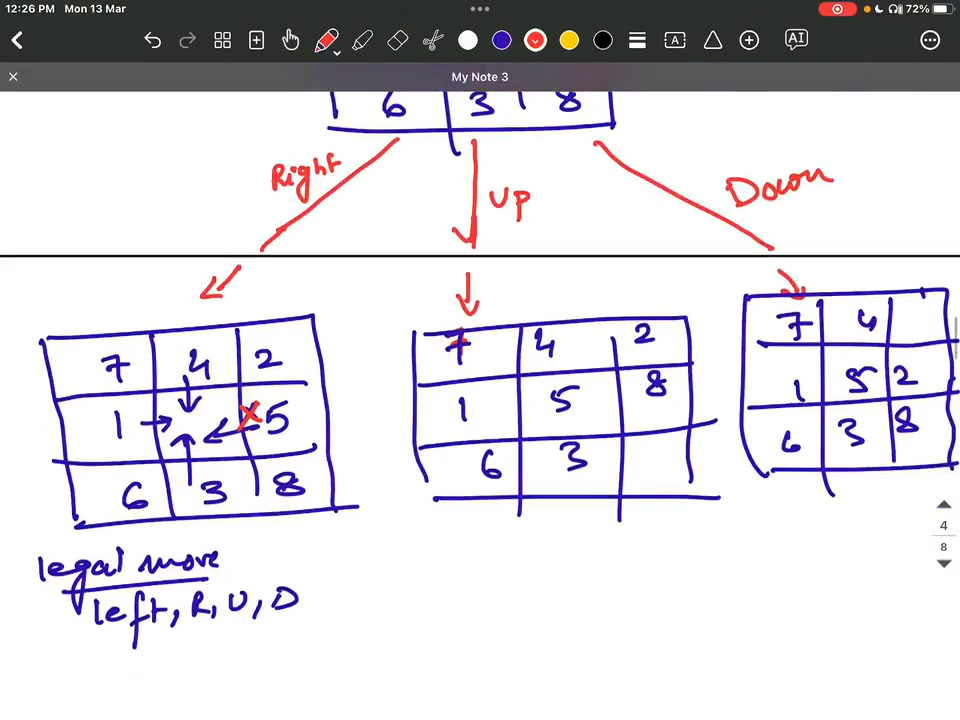 12:26 PM Mon 13 Mar
72%
A
AI
My Note 3
6 3 8
Right
Up
Down
7 4 2
1 5
6 3 8
7 4 2
1 5 8
6 3
7 4
1 5 2
6 3 8
legal move
left, R, U, D
4
8